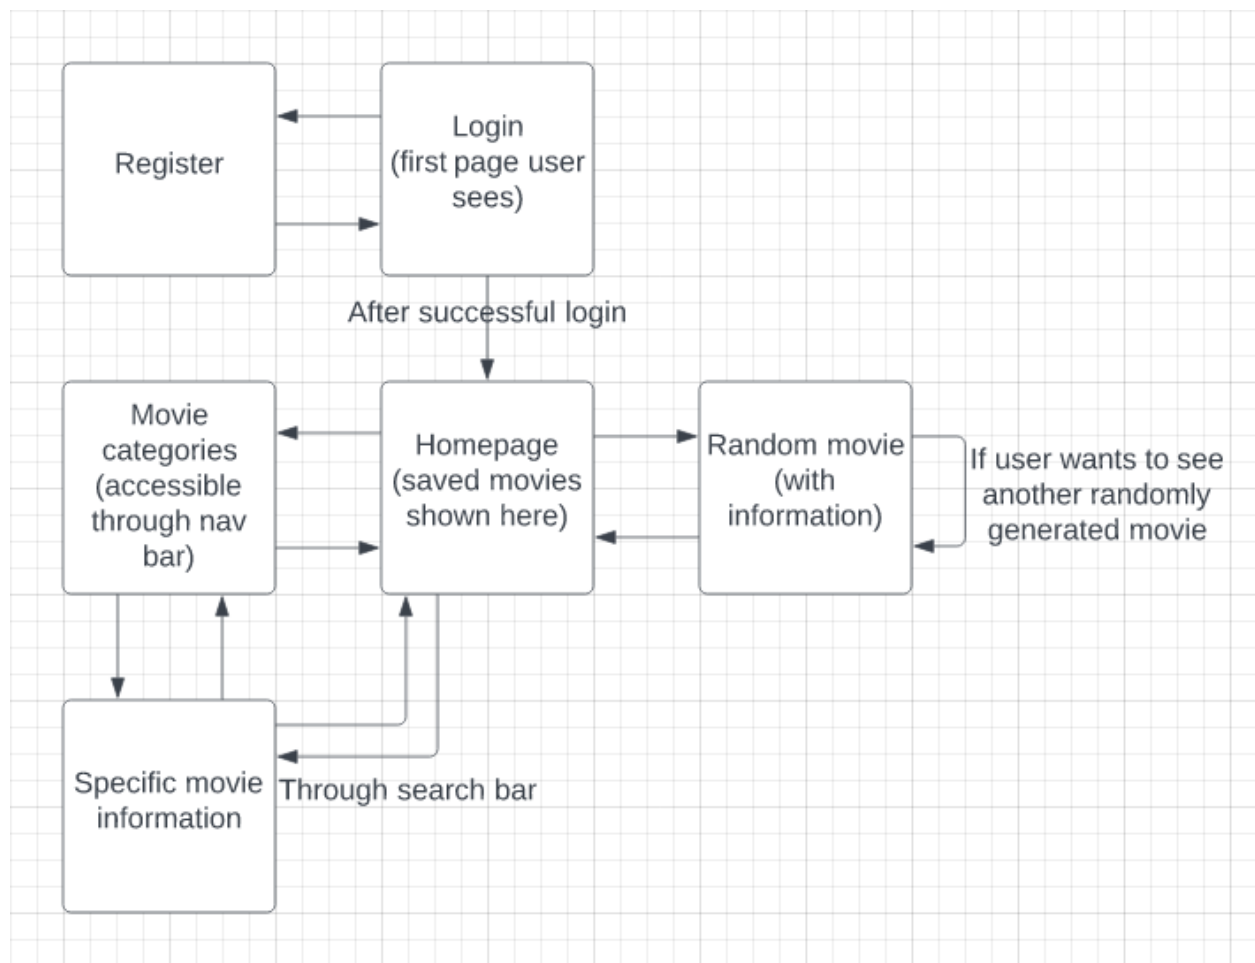 Register
Login
(first page user
sees)
After successful login
Movie
categories
(accessible
through nav
bar)
Homepage
(saved movies
shown here)
Random movie
(with
information)
If user wants to see
another randomly
generated movie
Specific movie
information
Through search bar